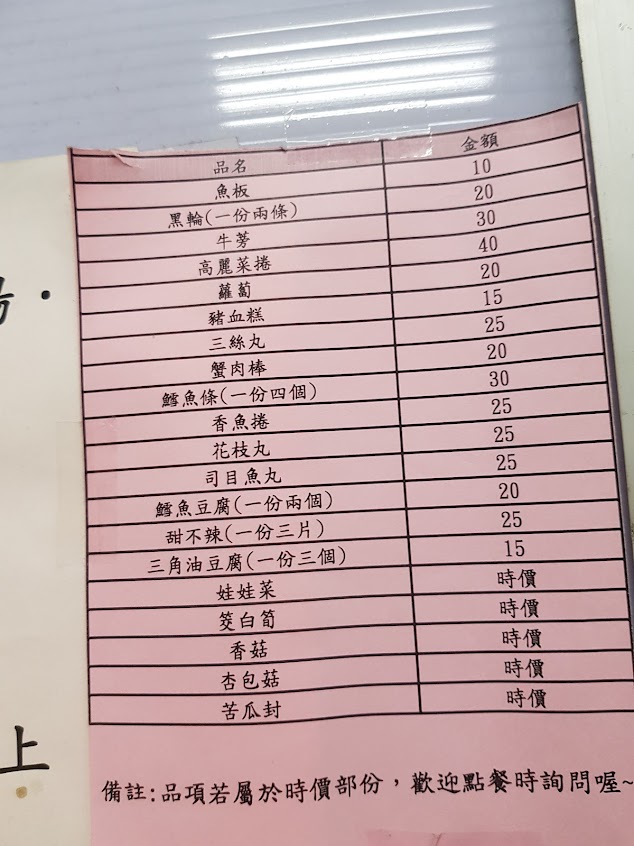 品名 金額
魚板 10
黑輪(一份兩條) 20
牛蒡 30
高麗菜捲 40
蘿蔔 20
豬血糕 15
三絲丸 25
蟹肉棒 20
鱈魚條(一份四個) 30
香魚捲 25
花枝丸 25
司目魚丸 25
鱈魚豆腐(一份兩個) 20
甜不辣(一份三片) 25
三角油豆腐(一份三個) 15
娃娃菜 時價
筊白筍 時價
香菇 時價
杏包菇 時價
苦瓜封 時價
備註:品項若屬於時價部份，歡迎點餐時詢問喔~
上